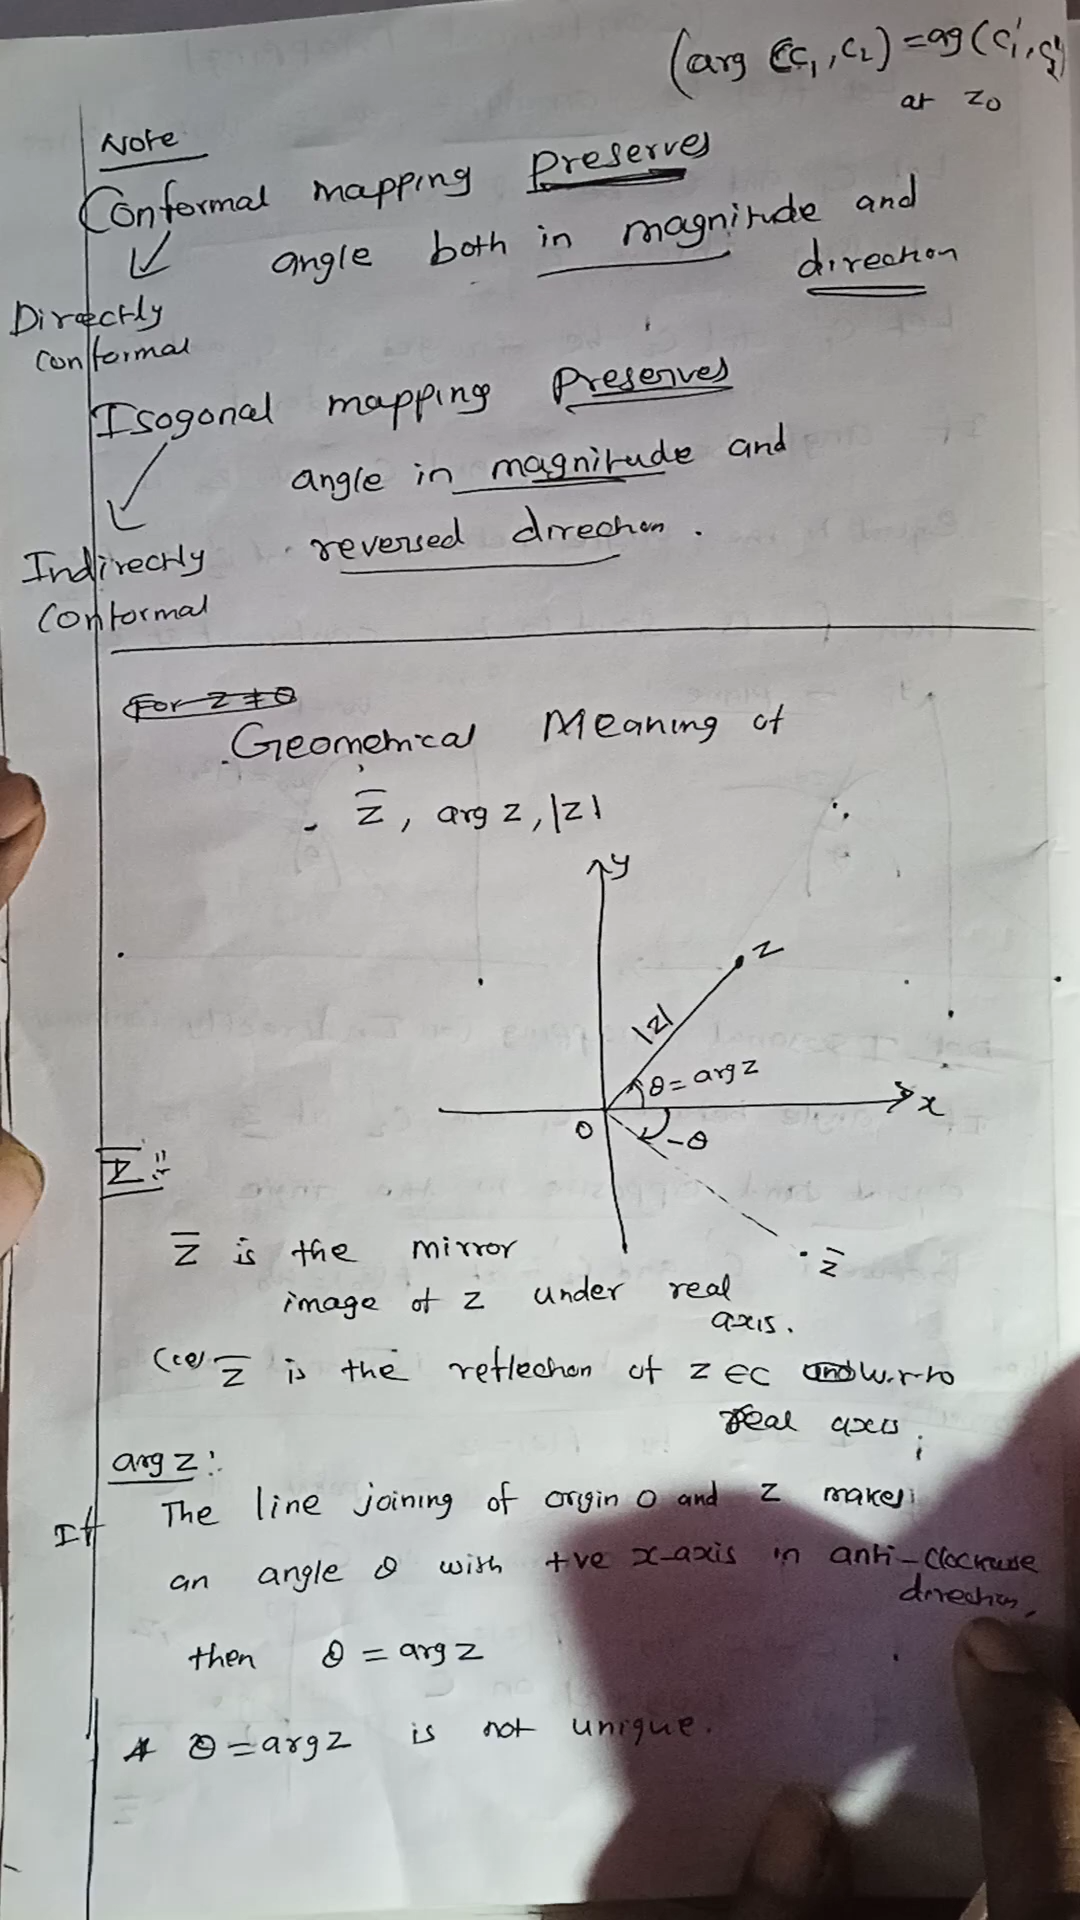 (arg (C₁, C₂) = arg (C₁', C₂')
at z₀
Note
Conformal mapping Preserves
angle both in magnitude and
direction
Directly
conformal
Isogonal mapping Preserves
angle in magnitude and
reversed direction.
Indirectly
Conformal
For z ≠ 0
Geometrical Meaning of
z̄, arg z, |z|
y
z
|z|
θ = arg z
x
0
-θ
z̄
z̄ :-
z̄ is the mirror
image of z under real
axis.
(ie) z̄ is the reflection of z ∈ C w.r.to
real axis.
arg z :
If The line joining of origin 0 and z makes
an angle θ with +ve x-axis in anti-clockwise
direction,
then θ = arg z
* θ = arg z is not unique.